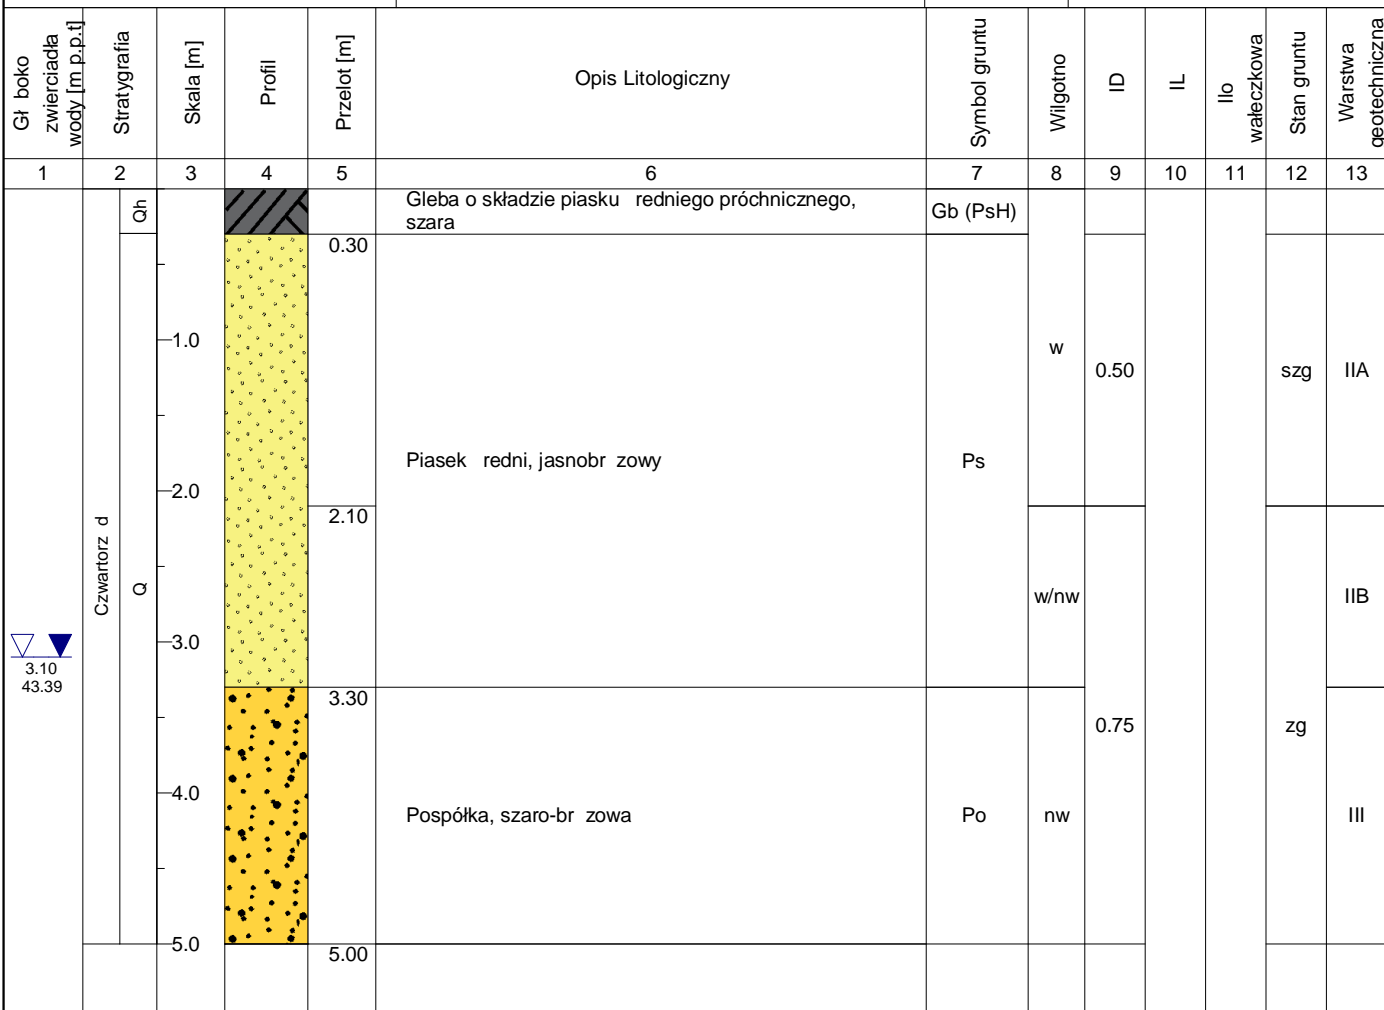 Gł boko
zwierciadła
wody [m p.p.t]
Stratygrafia
Skala [m]
Profil
Przelot [m]
Opis Litologiczny
Symbol gruntu
Wilgotno
ID
IL
Ilo
wałeczkowa
Stan gruntu
Warstwa
geotechniczna
1 2 3 4 5 6 7 8 9 10 11 12 13
Qh
Gleba o składzie piasku redniego próchnicznego,
szara
Gb (PsH)
0.30
1.0
w
0.50
szg
IIA
Piasek redni, jasnobr zowy
Ps
2.0
2.10
Czwartorz d
Q
w/nw
IIB
3.0
3.10
43.39
3.30
0.75
zg
4.0
Pospółka, szaro-br zowa
Po
nw
III
5.0
5.00